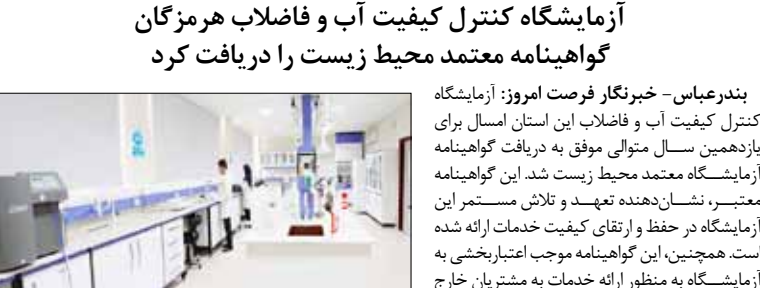 آزمایشگاه کنترل کیفیت آب و فاضلاب هرمزگان
گواهینامه معتمد محیط زیست را دریافت کرد
بندرعباس- خبرنگار فرصت امروز: آزمایشگاه
کنترل کیفیت آب و فاضلاب این استان امسال برای
یازدهمین سال متوالی موفق به دریافت گواهینامه
آزمایشگاه معتمد محیط زیست شد. این گواهینامه
معتبر، نشان‌دهنده تعهد و تلاش مستمر این
آزمایشگاه در حفظ و ارتقای کیفیت خدمات ارائه شده
است. همچنین، این گواهینامه موجب اعتباربخشی به
آزمایشگاه به منظور ارائه خدمات به مشتریان خارج